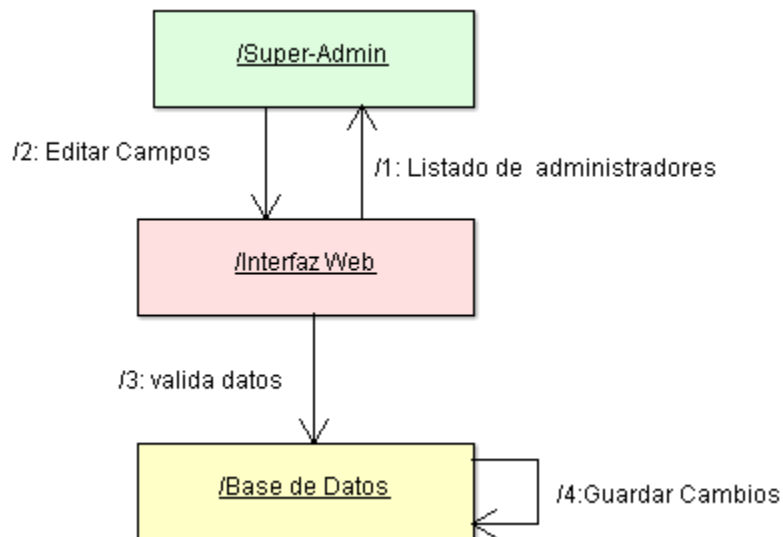 /Super-Admin
/2: Editar Campos
/1: Listado de administradores
/Interfaz Web
/3: valida datos
/Base de Datos
/4:Guardar Cambios